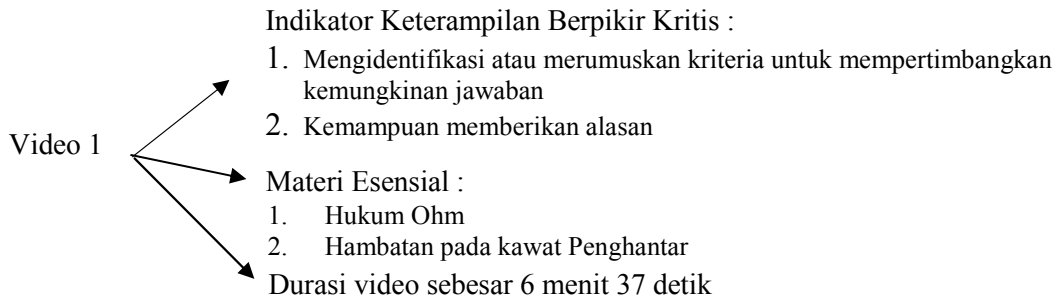 Indikator Keterampilan Berpikir Kritis :
1. Mengidentifikasi atau merumuskan kriteria untuk mempertimbangkan
kemungkinan jawaban
2. Kemampuan memberikan alasan
Video 1
Materi Esensial :
1. Hukum Ohm
2. Hambatan pada kawat Penghantar
Durasi video sebesar 6 menit 37 detik